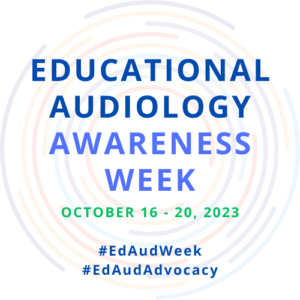 EDUCATIONAL
AUDIOLOGY
AWARENESS
WEEK
OCTOBER 16 - 20, 2023
#EdAudWeek
#EdAudAdvocacy